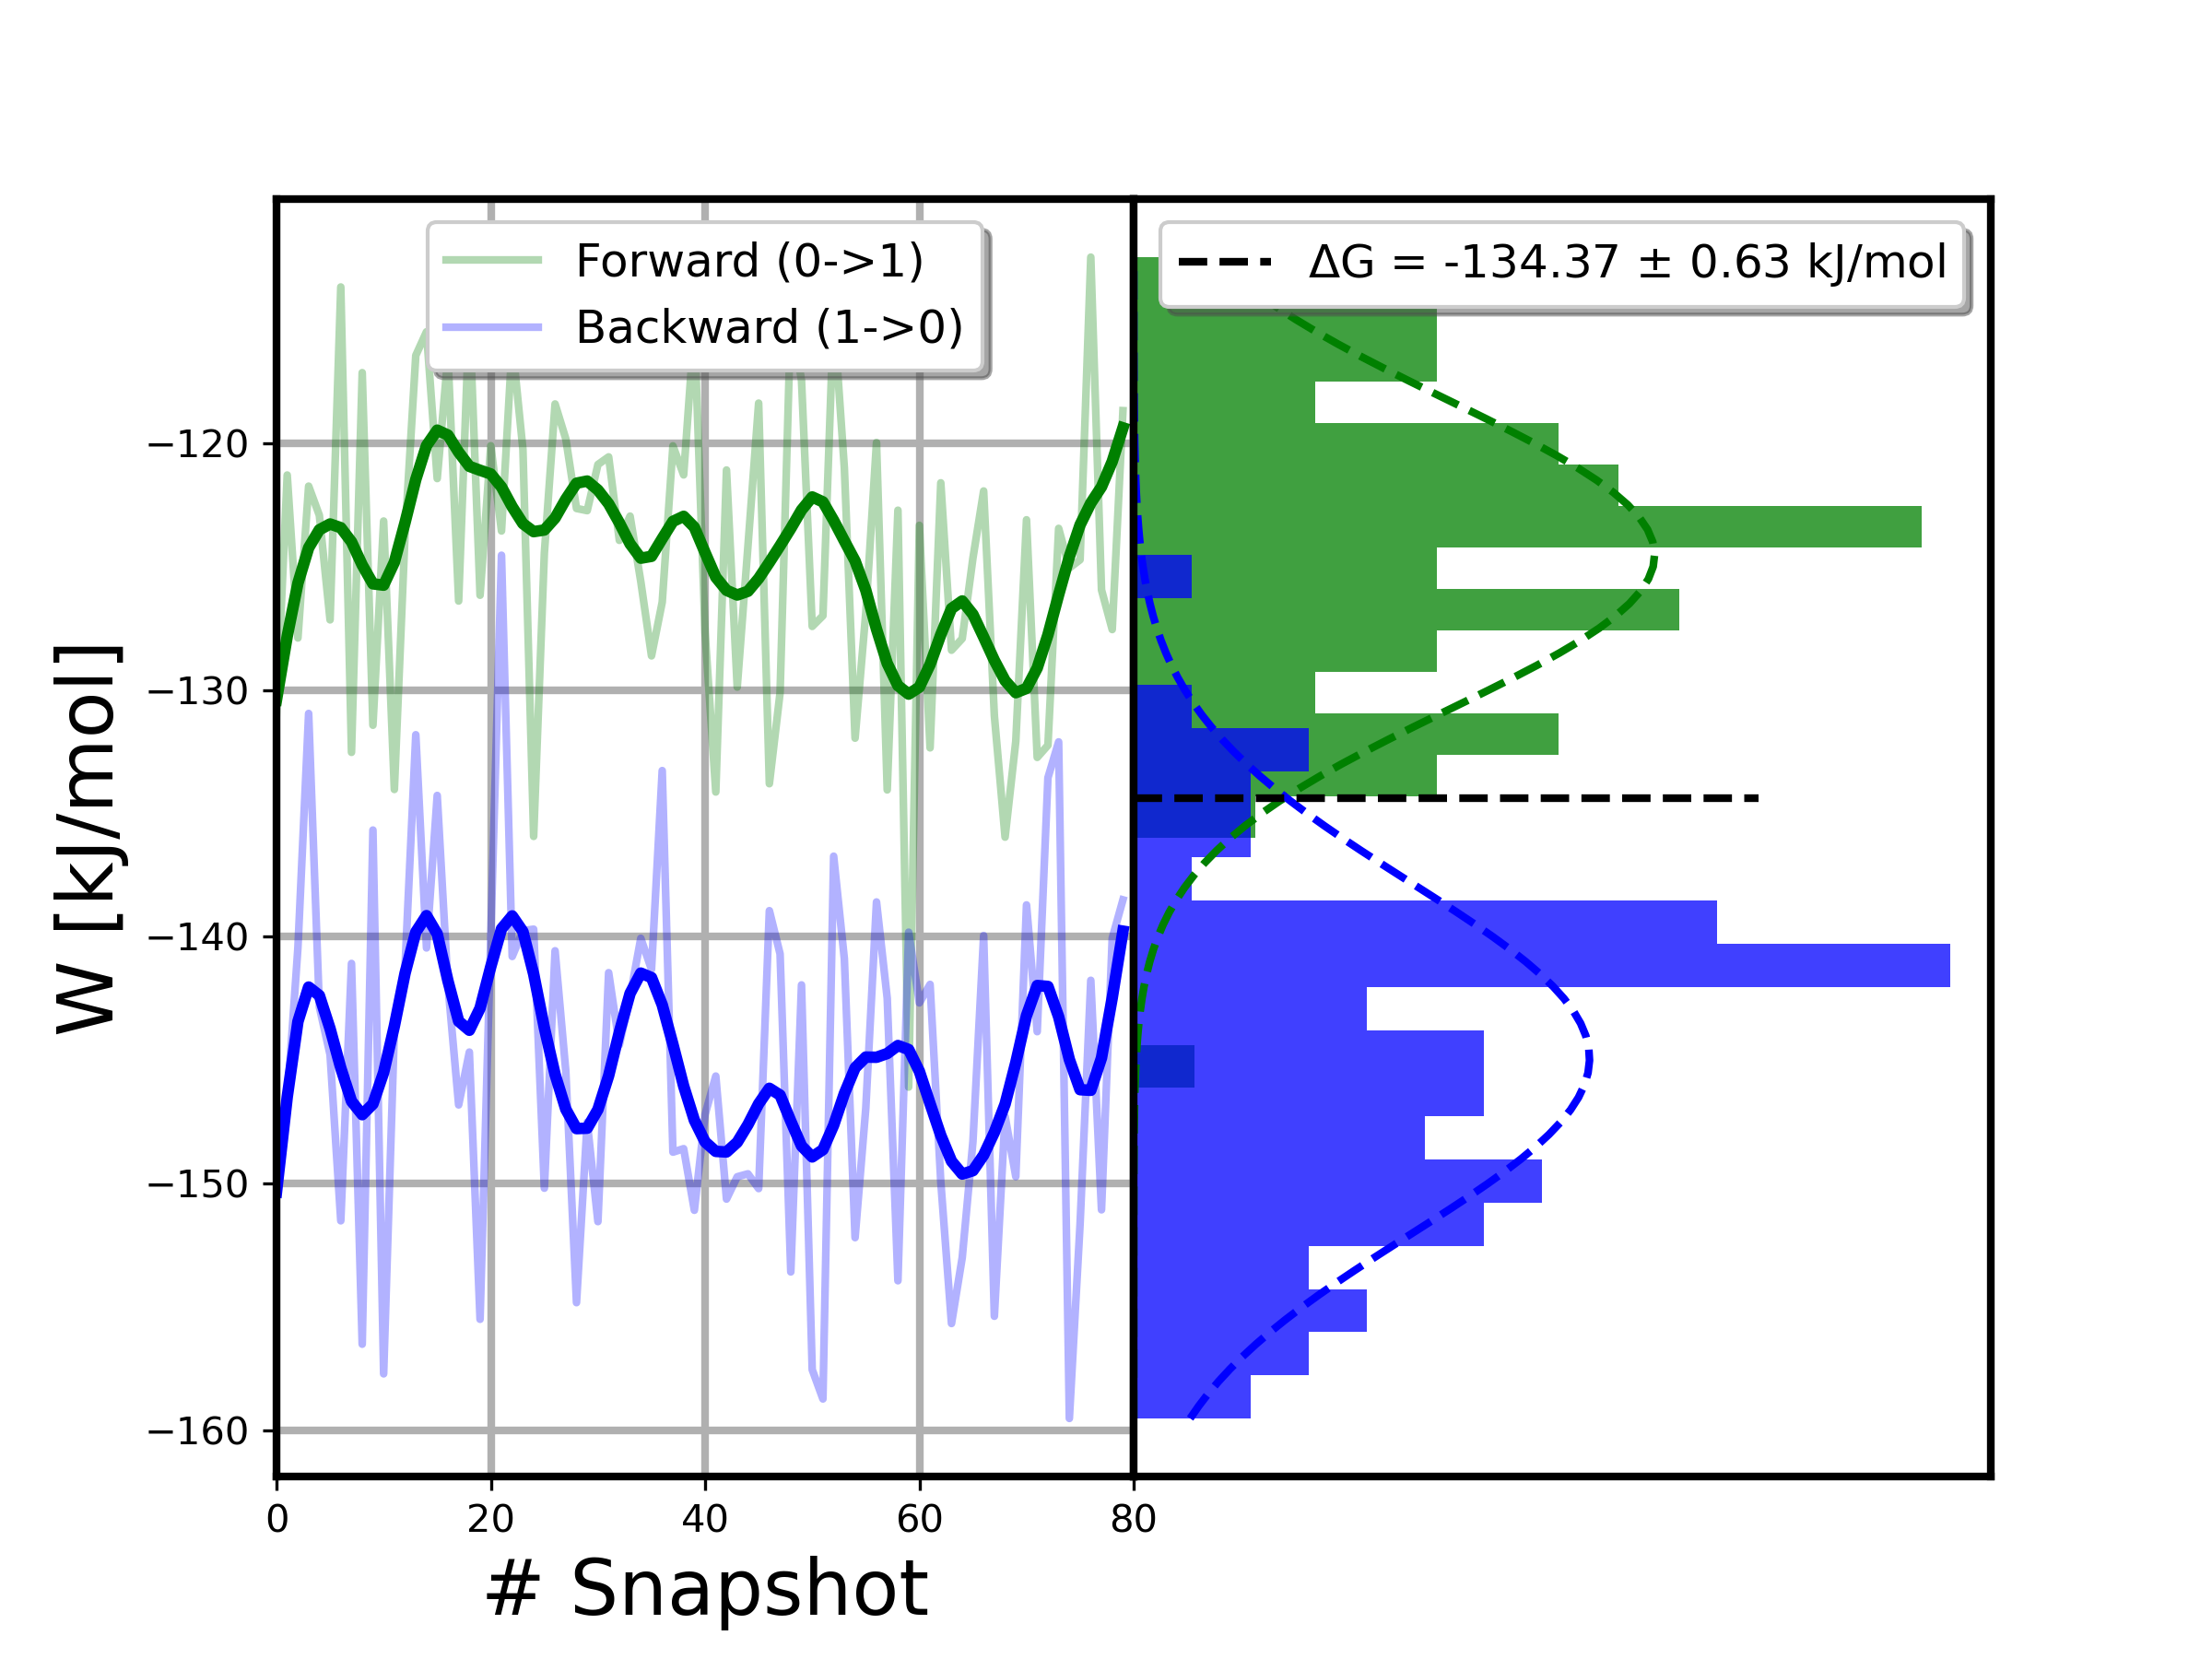 Forward (0->1)
Backward (1->0)
ΔG = -134.37 ± 0.63 kJ/mol
W [kJ/mol]
−120
−130
−140
−150
−160
0 20 40 60 80
# Snapshot